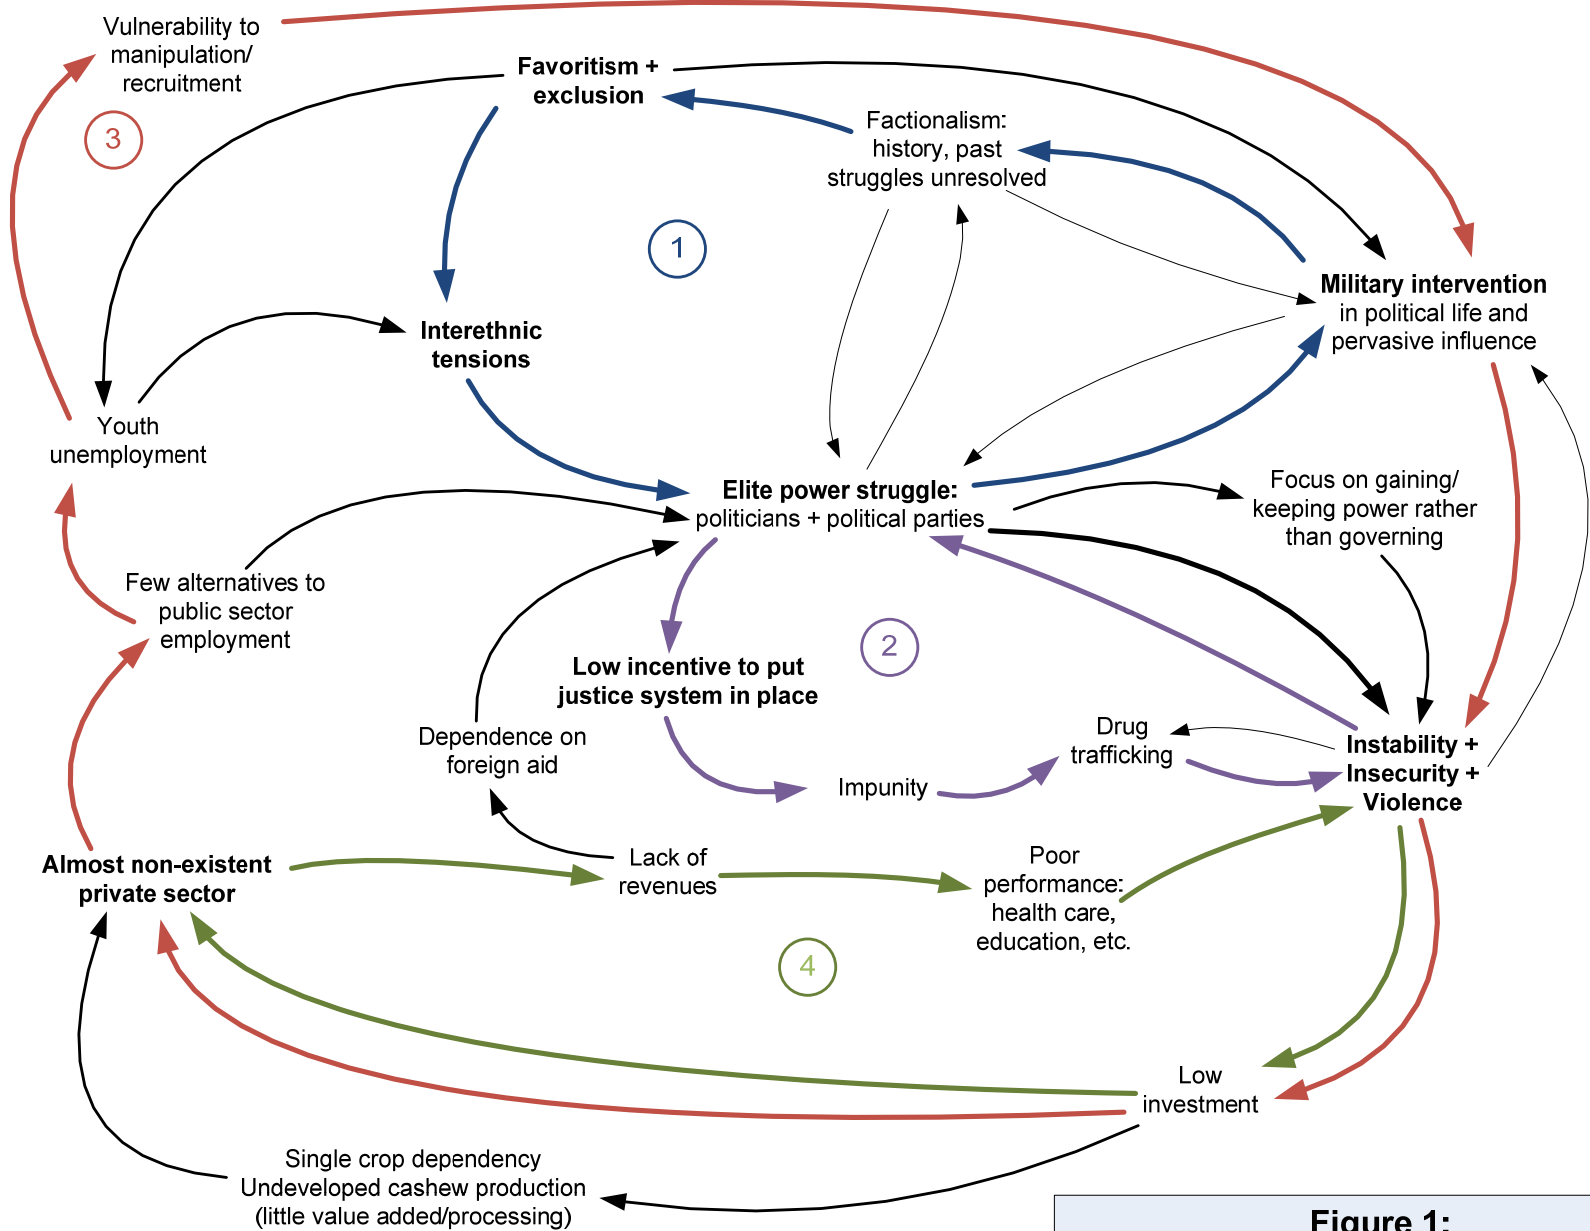 Vulnerability to
manipulation/
recruitment
3
Favoritism +
exclusion
Factionalism:
history, past
struggles unresolved
1
Military intervention
in political life and
pervasive influence
Interethnic
tensions
Youth
unemployment
Elite power struggle:
politicians + political parties
Focus on gaining/
keeping power rather
than governing
Few alternatives to
public sector
employment
2
Low incentive to put
justice system in place
Dependence on
foreign aid
Drug
trafficking
Impunity
Instability +
Insecurity +
Violence
Almost non-existent
private sector
Lack of
revenues
Poor
performance:
health care,
education, etc.
4
Low
investment
Single crop dependency
Undeveloped cashew production
(little value added/processing)
Figure 1: